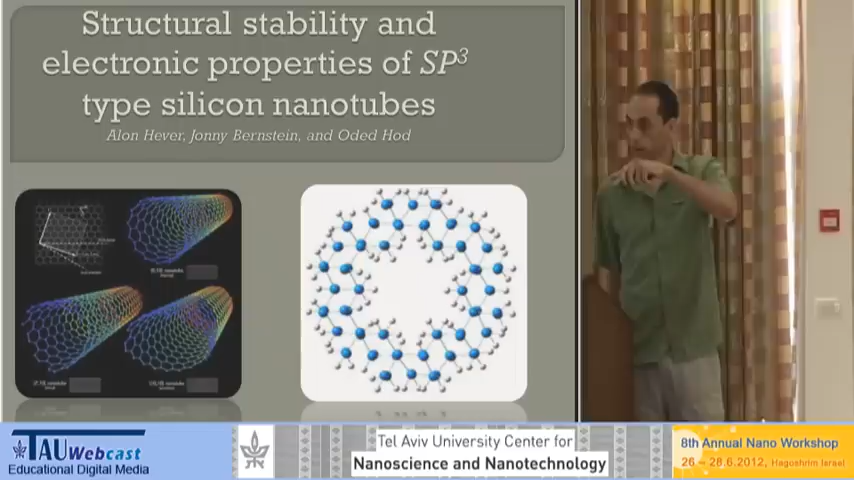 Structural stability and
electronic properties of SP³
type silicon nanotubes
Alon Hever, Jonny Bernstein, and Oded Hod
TAU Webcast
Educational Digital Media
Tel Aviv University Center for
Nanoscience and Nanotechnology
8th Annual Nano Workshop
26 – 28.6.2012, Hagoshrim Israel